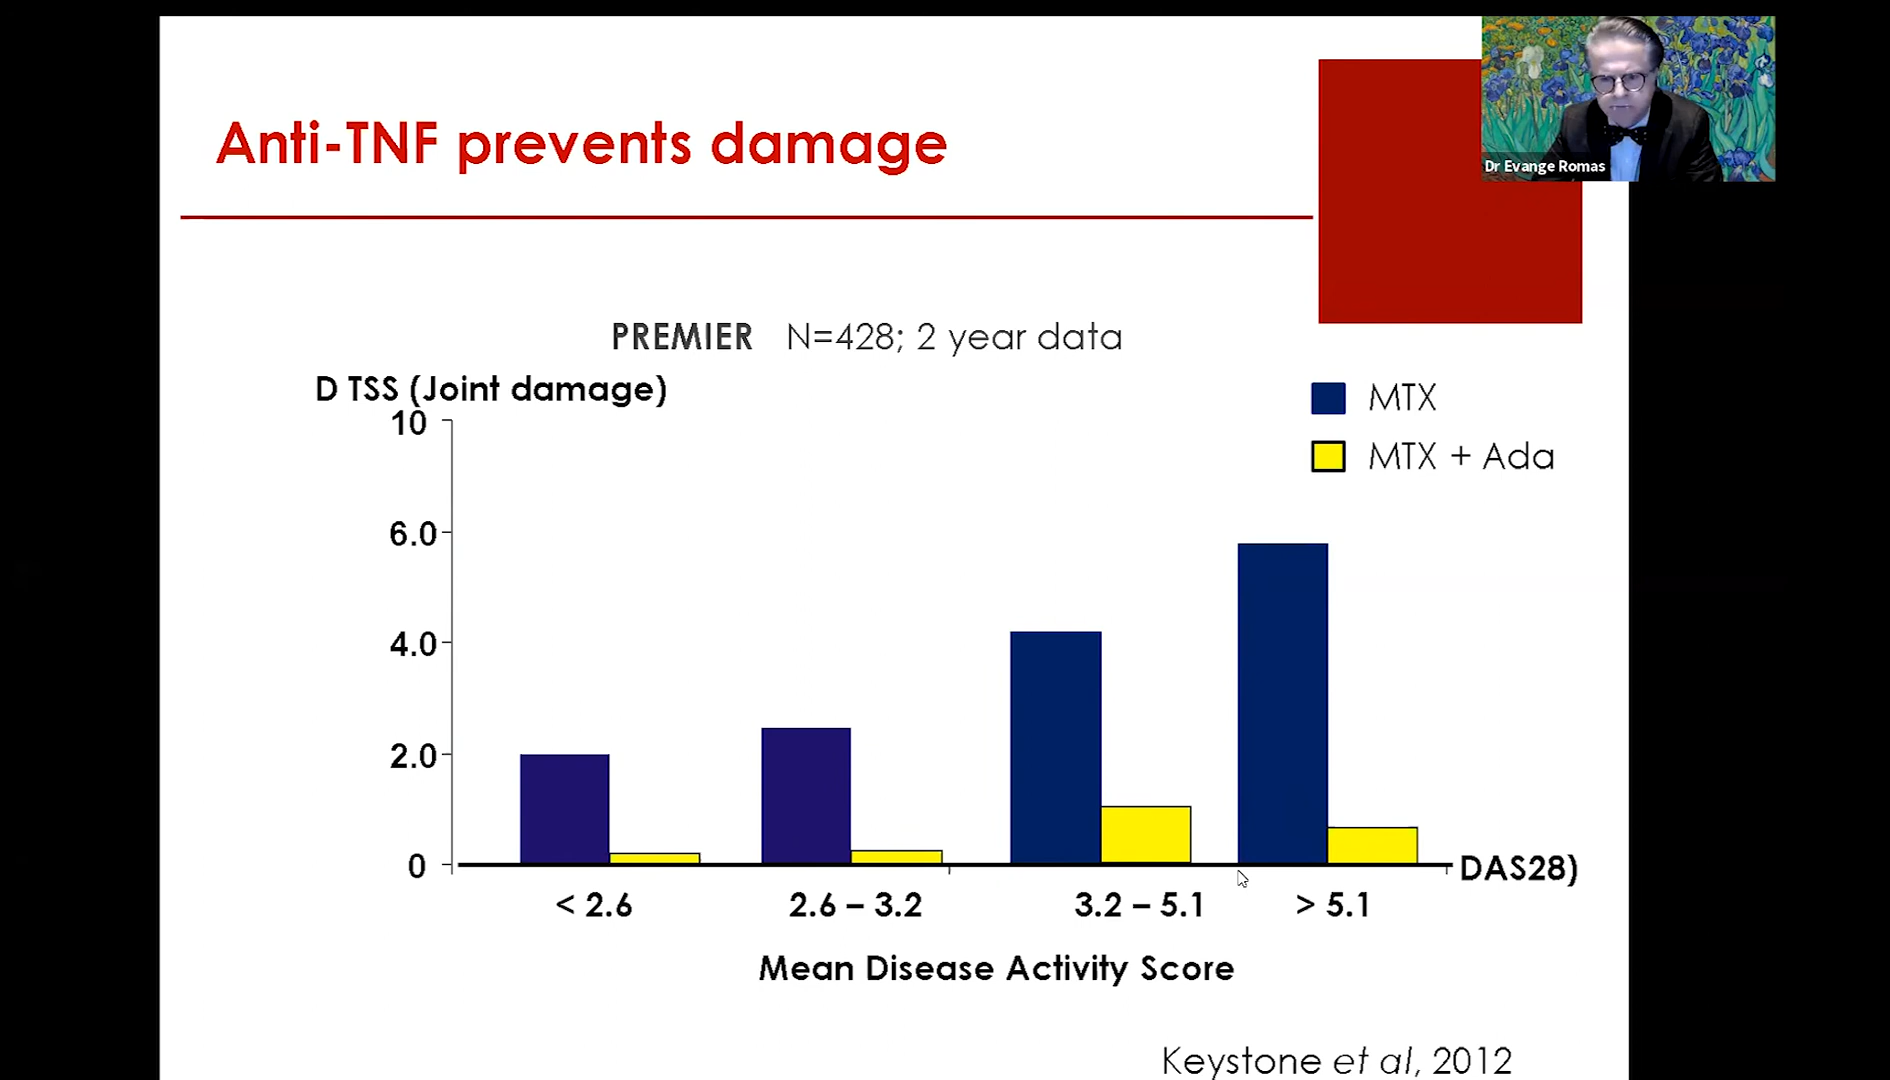 Anti-TNF prevents damage
Dr Evange Romas
PREMIER N=428; 2 year data
D TSS (Joint damage)
MTX
MTX + Ada
10
6.0
4.0
2.0
0
DAS28)
< 2.6
2.6 – 3.2
3.2 – 5.1
> 5.1
Mean Disease Activity Score
Keystone et al, 2012